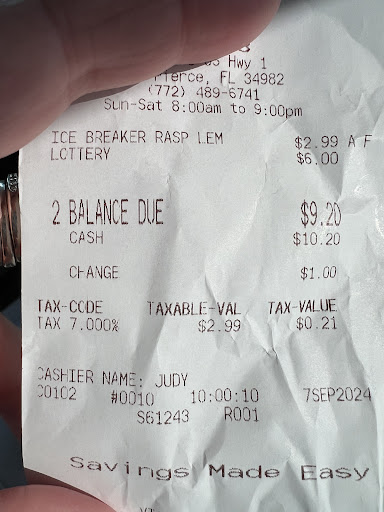 Hwy 1
Pierce, FL 34982
(772) 489-6741
Sun-Sat 8:00am to 9:00pm
ICE BREAKER RASP LEM $2.99 A F
LOTTERY $6.00
2 BALANCE DUE $9.20
CASH $10.20
CHANGE $1.00
TAX-CODE TAXABLE-VAL TAX-VALUE
TAX 7.000% $2.99 $0.21
CASHIER NAME: JUDY
C0102 #0010 10:00:10 7SEP2024
S61243 R001
Savings Made Easy